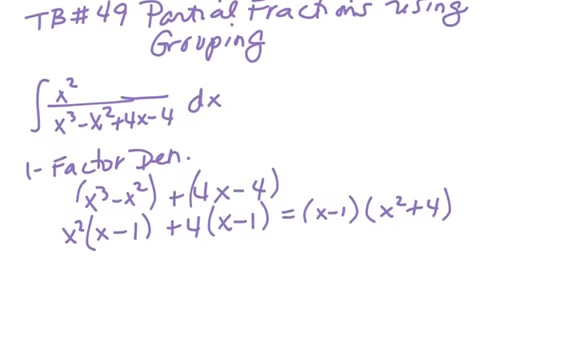 TB# 49 Partial Fractions using
Grouping
∫ x² / (x³-x²+4x-4) dx
1- Factor Den.
(x³-x²) + (4x-4)
x²(x-1) + 4(x-1) = (x-1)(x²+4)